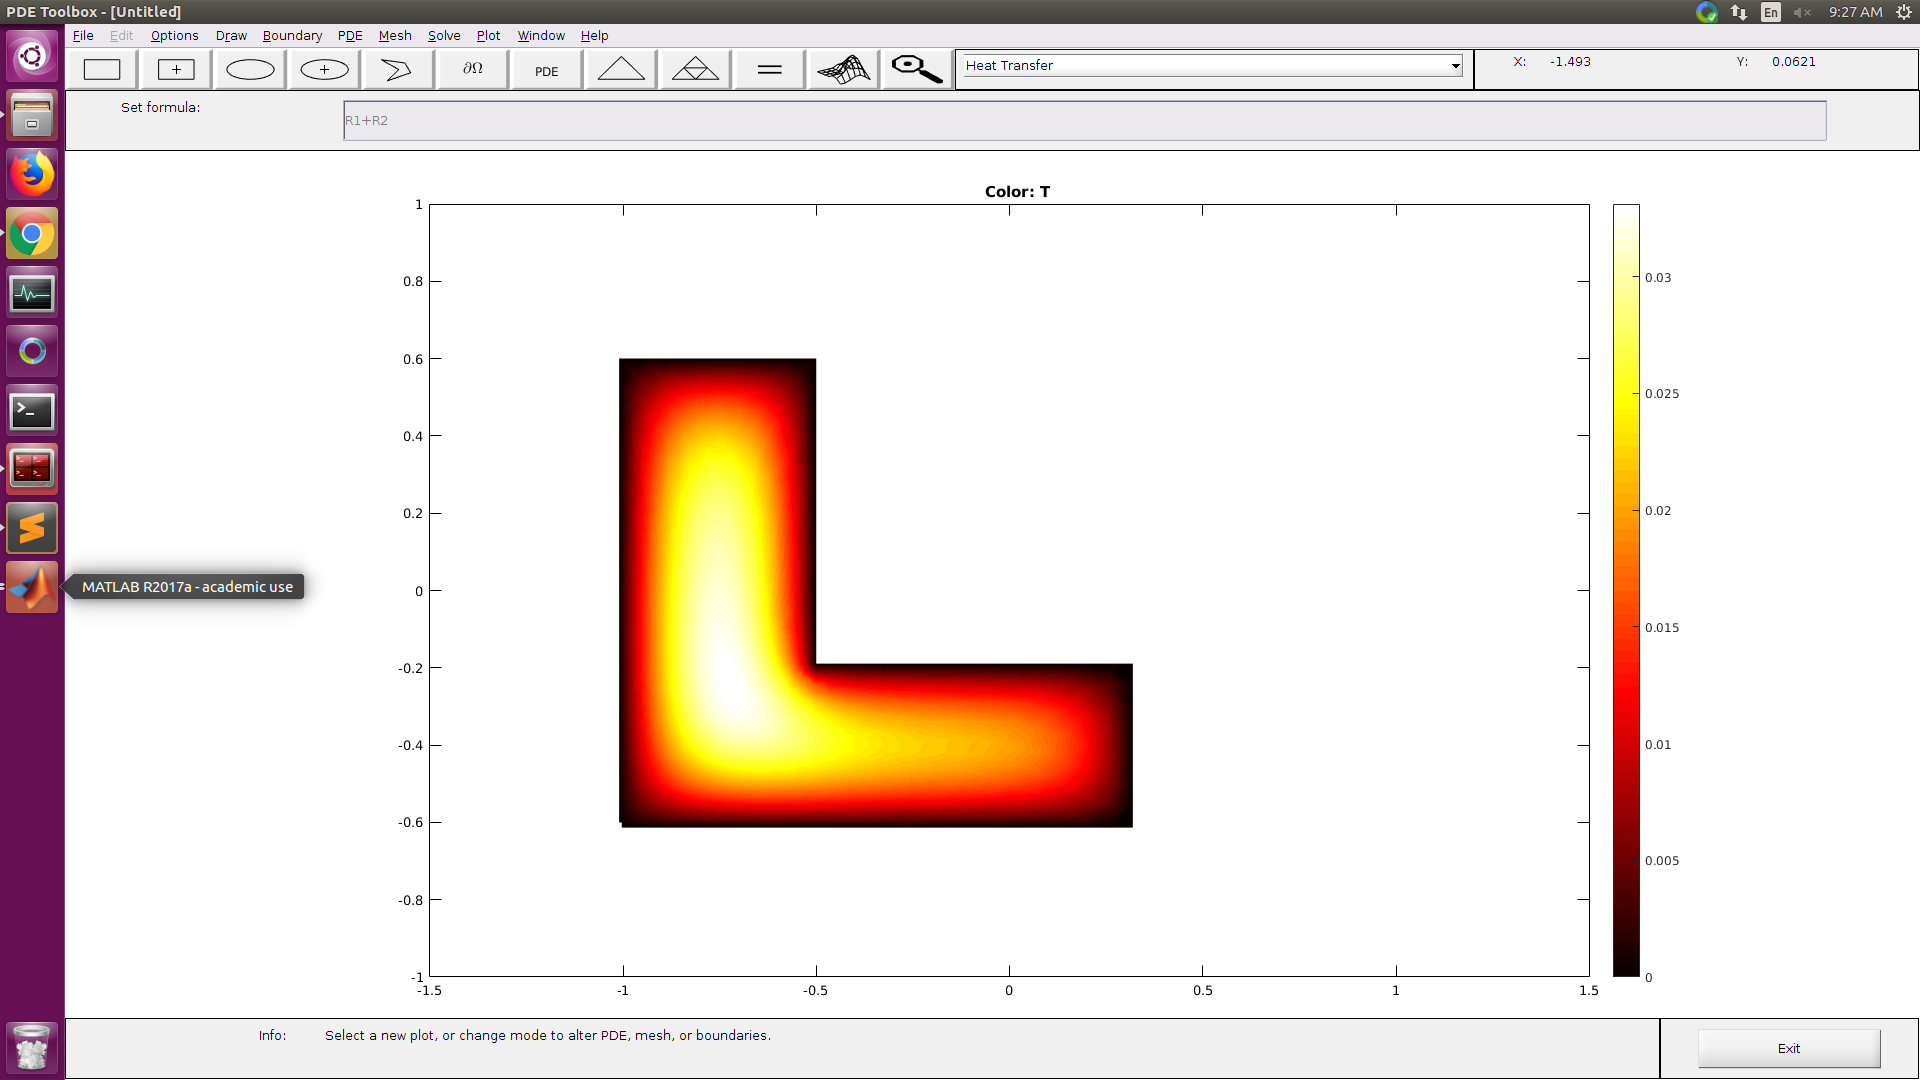 PDE Toolbox - [Untitled]
En
9:27 AM
File Edit Options Draw Boundary PDE Mesh Solve Plot Window Help
∂Ω
PDE
Heat Transfer
X: -1.493 Y: 0.0621
Set formula: R1+R2
Color: T
1
0.8
0.6
0.4
0.2
0
-0.2
-0.4
-0.6
-0.8
-1
-1.5 -1 -0.5 0 0.5 1 1.5
0.03
0.025
0.02
0.015
0.01
0.005
0
MATLAB R2017a - academic use
Info: Select a new plot, or change mode to alter PDE, mesh, or boundaries.
Exit